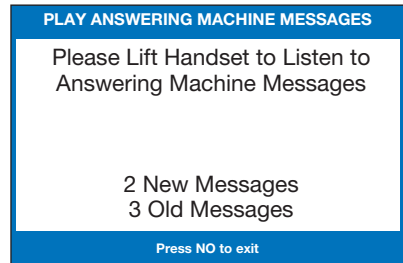 PLAY ANSWERING MACHINE MESSAGES
Please Lift Handset to Listen to
Answering Machine Messages
2 New Messages
3 Old Messages
Press NO to exit